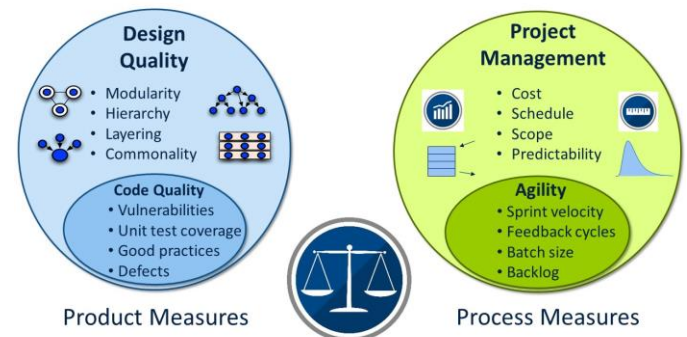 Design
Quality
• Modularity
• Hierarchy
• Layering
• Commonality
Code Quality
• Vulnerabilities
• Unit test coverage
• Good practices
• Defects
Product Measures
Project
Management
• Cost
• Schedule
• Scope
• Predictability
Agility
• Sprint velocity
• Feedback cycles
• Batch size
• Backlog
Process Measures